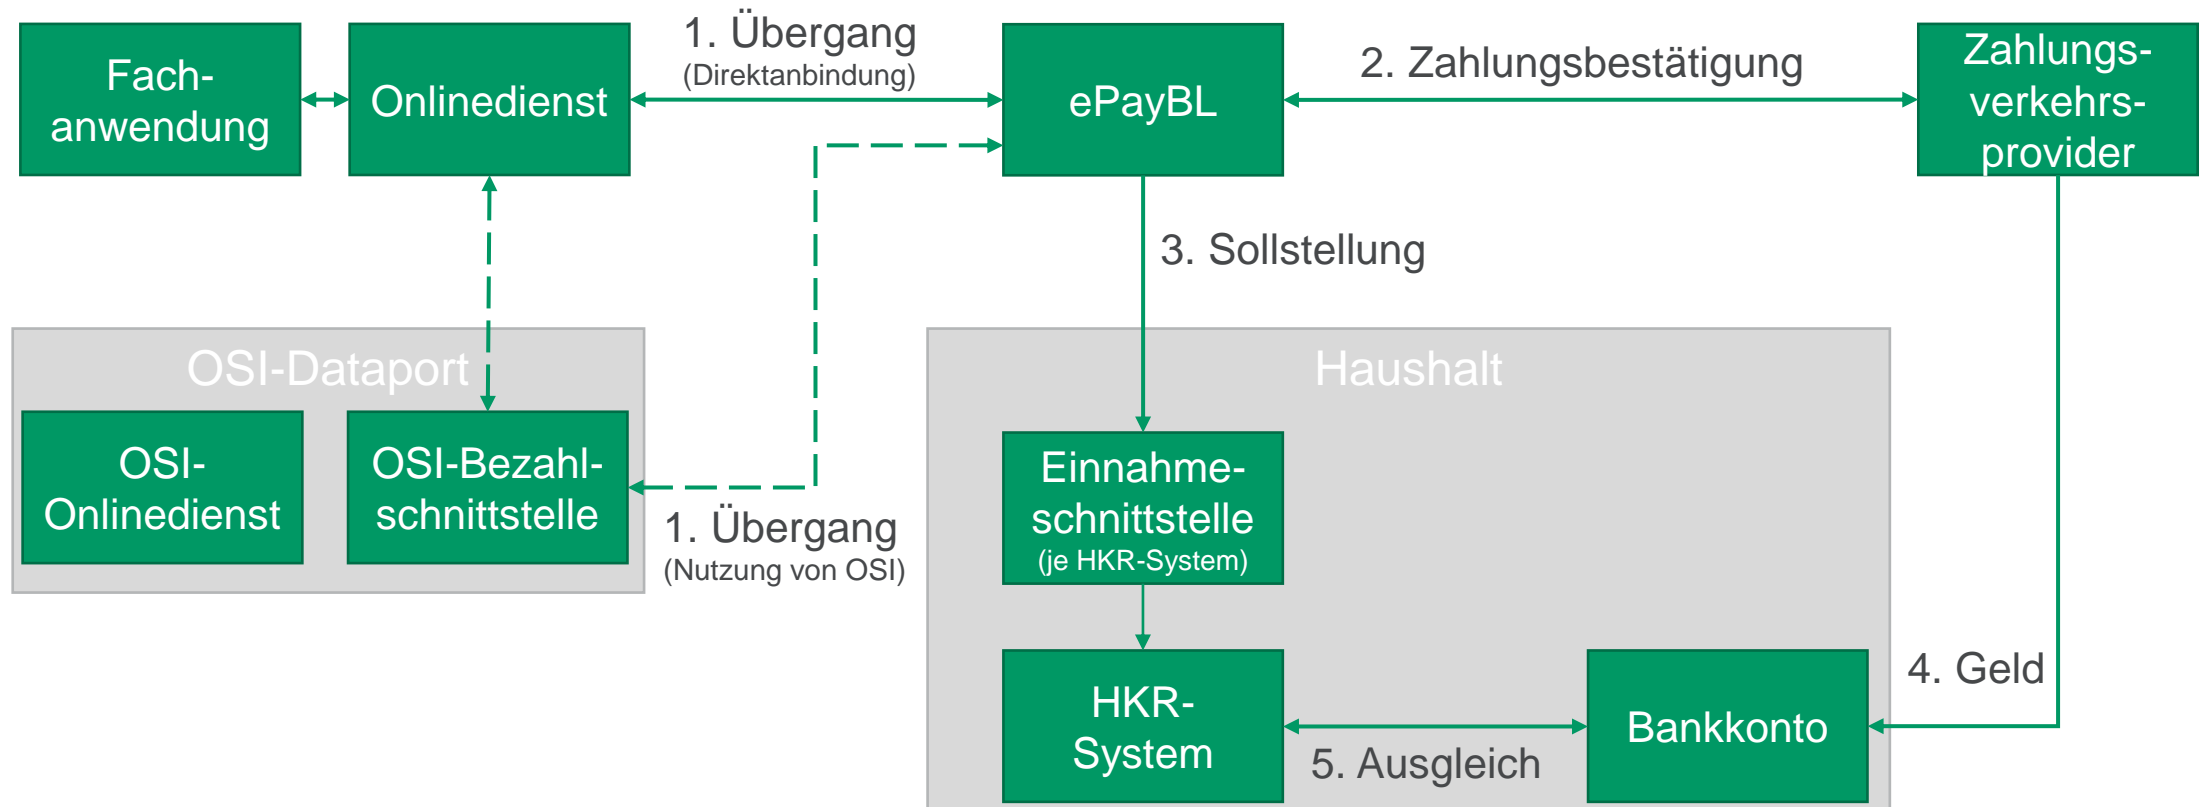 Fach-
anwendung
Onlinedienst
1. Übergang
(Direktanbindung)
ePayBL
2. Zahlungsbestätigung
Zahlungs-
verkehrs-
provider
3. Sollstellung
OSI-Dataport
OSI-
Onlinedienst
OSI-Bezahl-
schnittstelle
1. Übergang
(Nutzung von OSI)
Haushalt
Einnahme-
schnittstelle
(je HKR-System)
HKR-
System
5. Ausgleich
Bankkonto
4. Geld